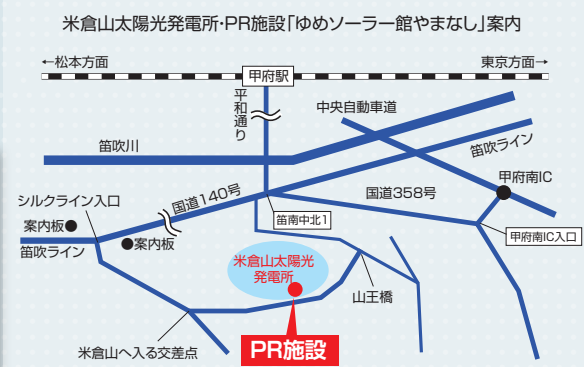 米倉山太陽光発電所・PR施設「ゆめソーラー館やまなし」案内
←松本方面
東京方面→
甲府駅
平和通り
中央自動車道
笛吹川
笛吹ライン
甲府南IC
シルクライン入口
国道140号
国道358号
案内板
笛南中北1
案内板
甲府南IC入口
笛吹ライン
米倉山太陽光
発電所
山王橋
米倉山へ入る交差点
PR施設